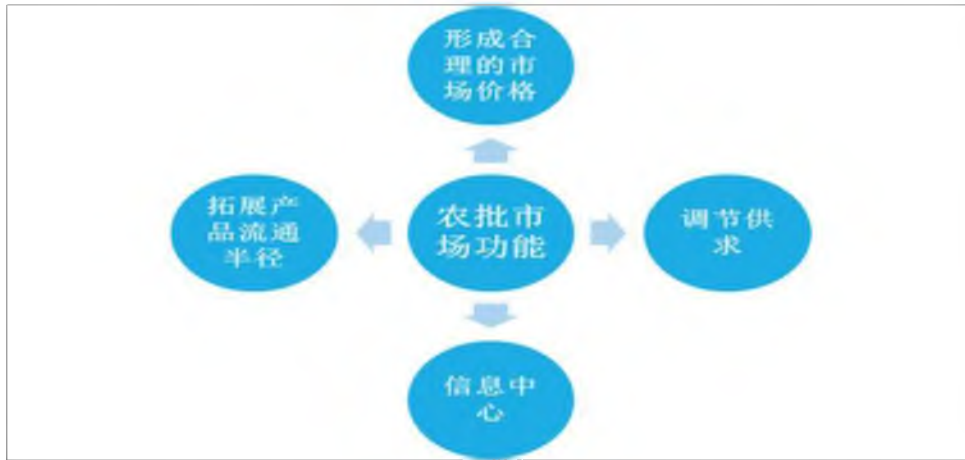 形成合
理的市
场价格
拓展产
品流通
半径
农批市
场功能
调节供
求
信息中
心